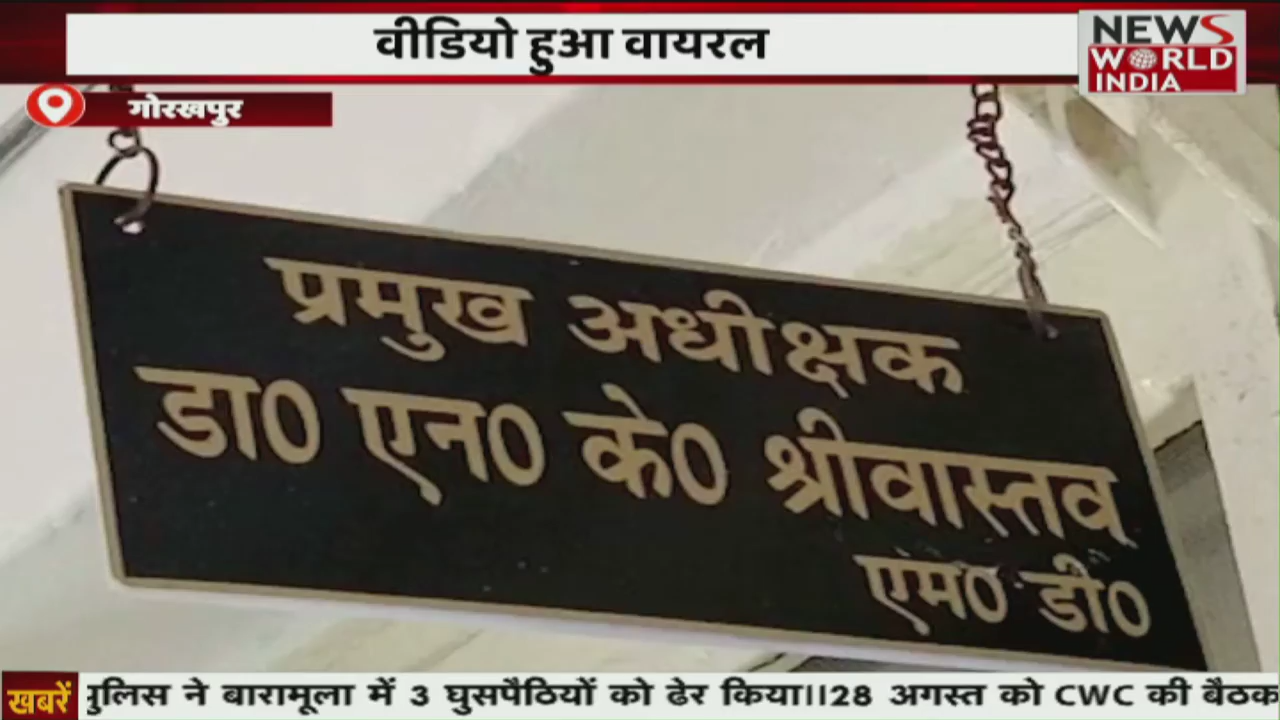 वीडियो हुआ वायरल
NEWS
WORLD
INDIA
गोरखपुर
प्रमुख अधीक्षक
डा0 एन0 के0 श्रीवास्तव
एम0 डी0
खबरें
पुलिस ने बारामूला में 3 घुसपैठियों को ढेर किया।।28 अगस्त को CWC की बैठक